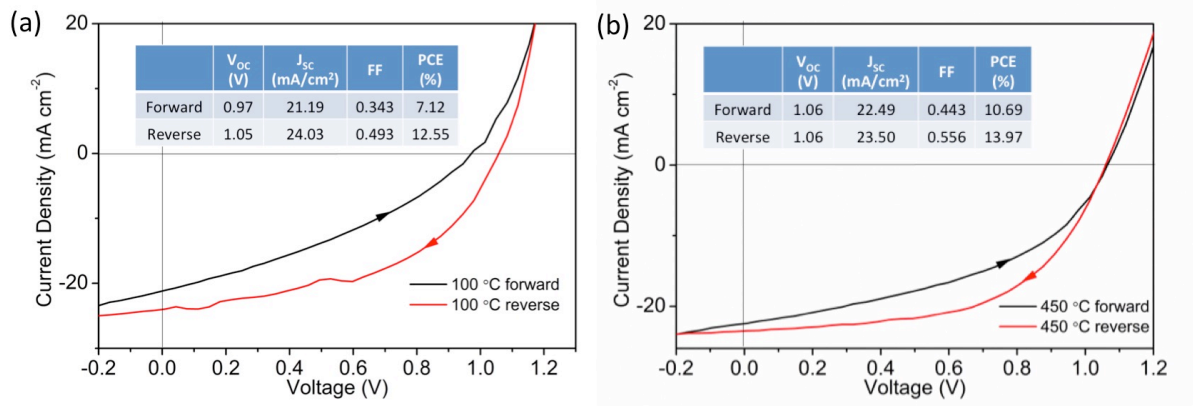 (a)
20
0
-20
Current Density (mA cm⁻²)
V_OC (V) J_SC (mA/cm²) FF PCE (%)
Forward 0.97 21.19 0.343 7.12
Reverse 1.05 24.03 0.493 12.55
100 °C forward
100 °C reverse
-0.2 0.0 0.2 0.4 0.6 0.8 1.0 1.2
Voltage (V)
(b)
20
0
-20
Current Density (mA cm⁻²)
V_OC (V) J_SC (mA/cm²) FF PCE (%)
Forward 1.06 22.49 0.443 10.69
Reverse 1.06 23.50 0.556 13.97
450 °C forward
450 °C reverse
-0.2 0.0 0.2 0.4 0.6 0.8 1.0 1.2
Voltage (V)